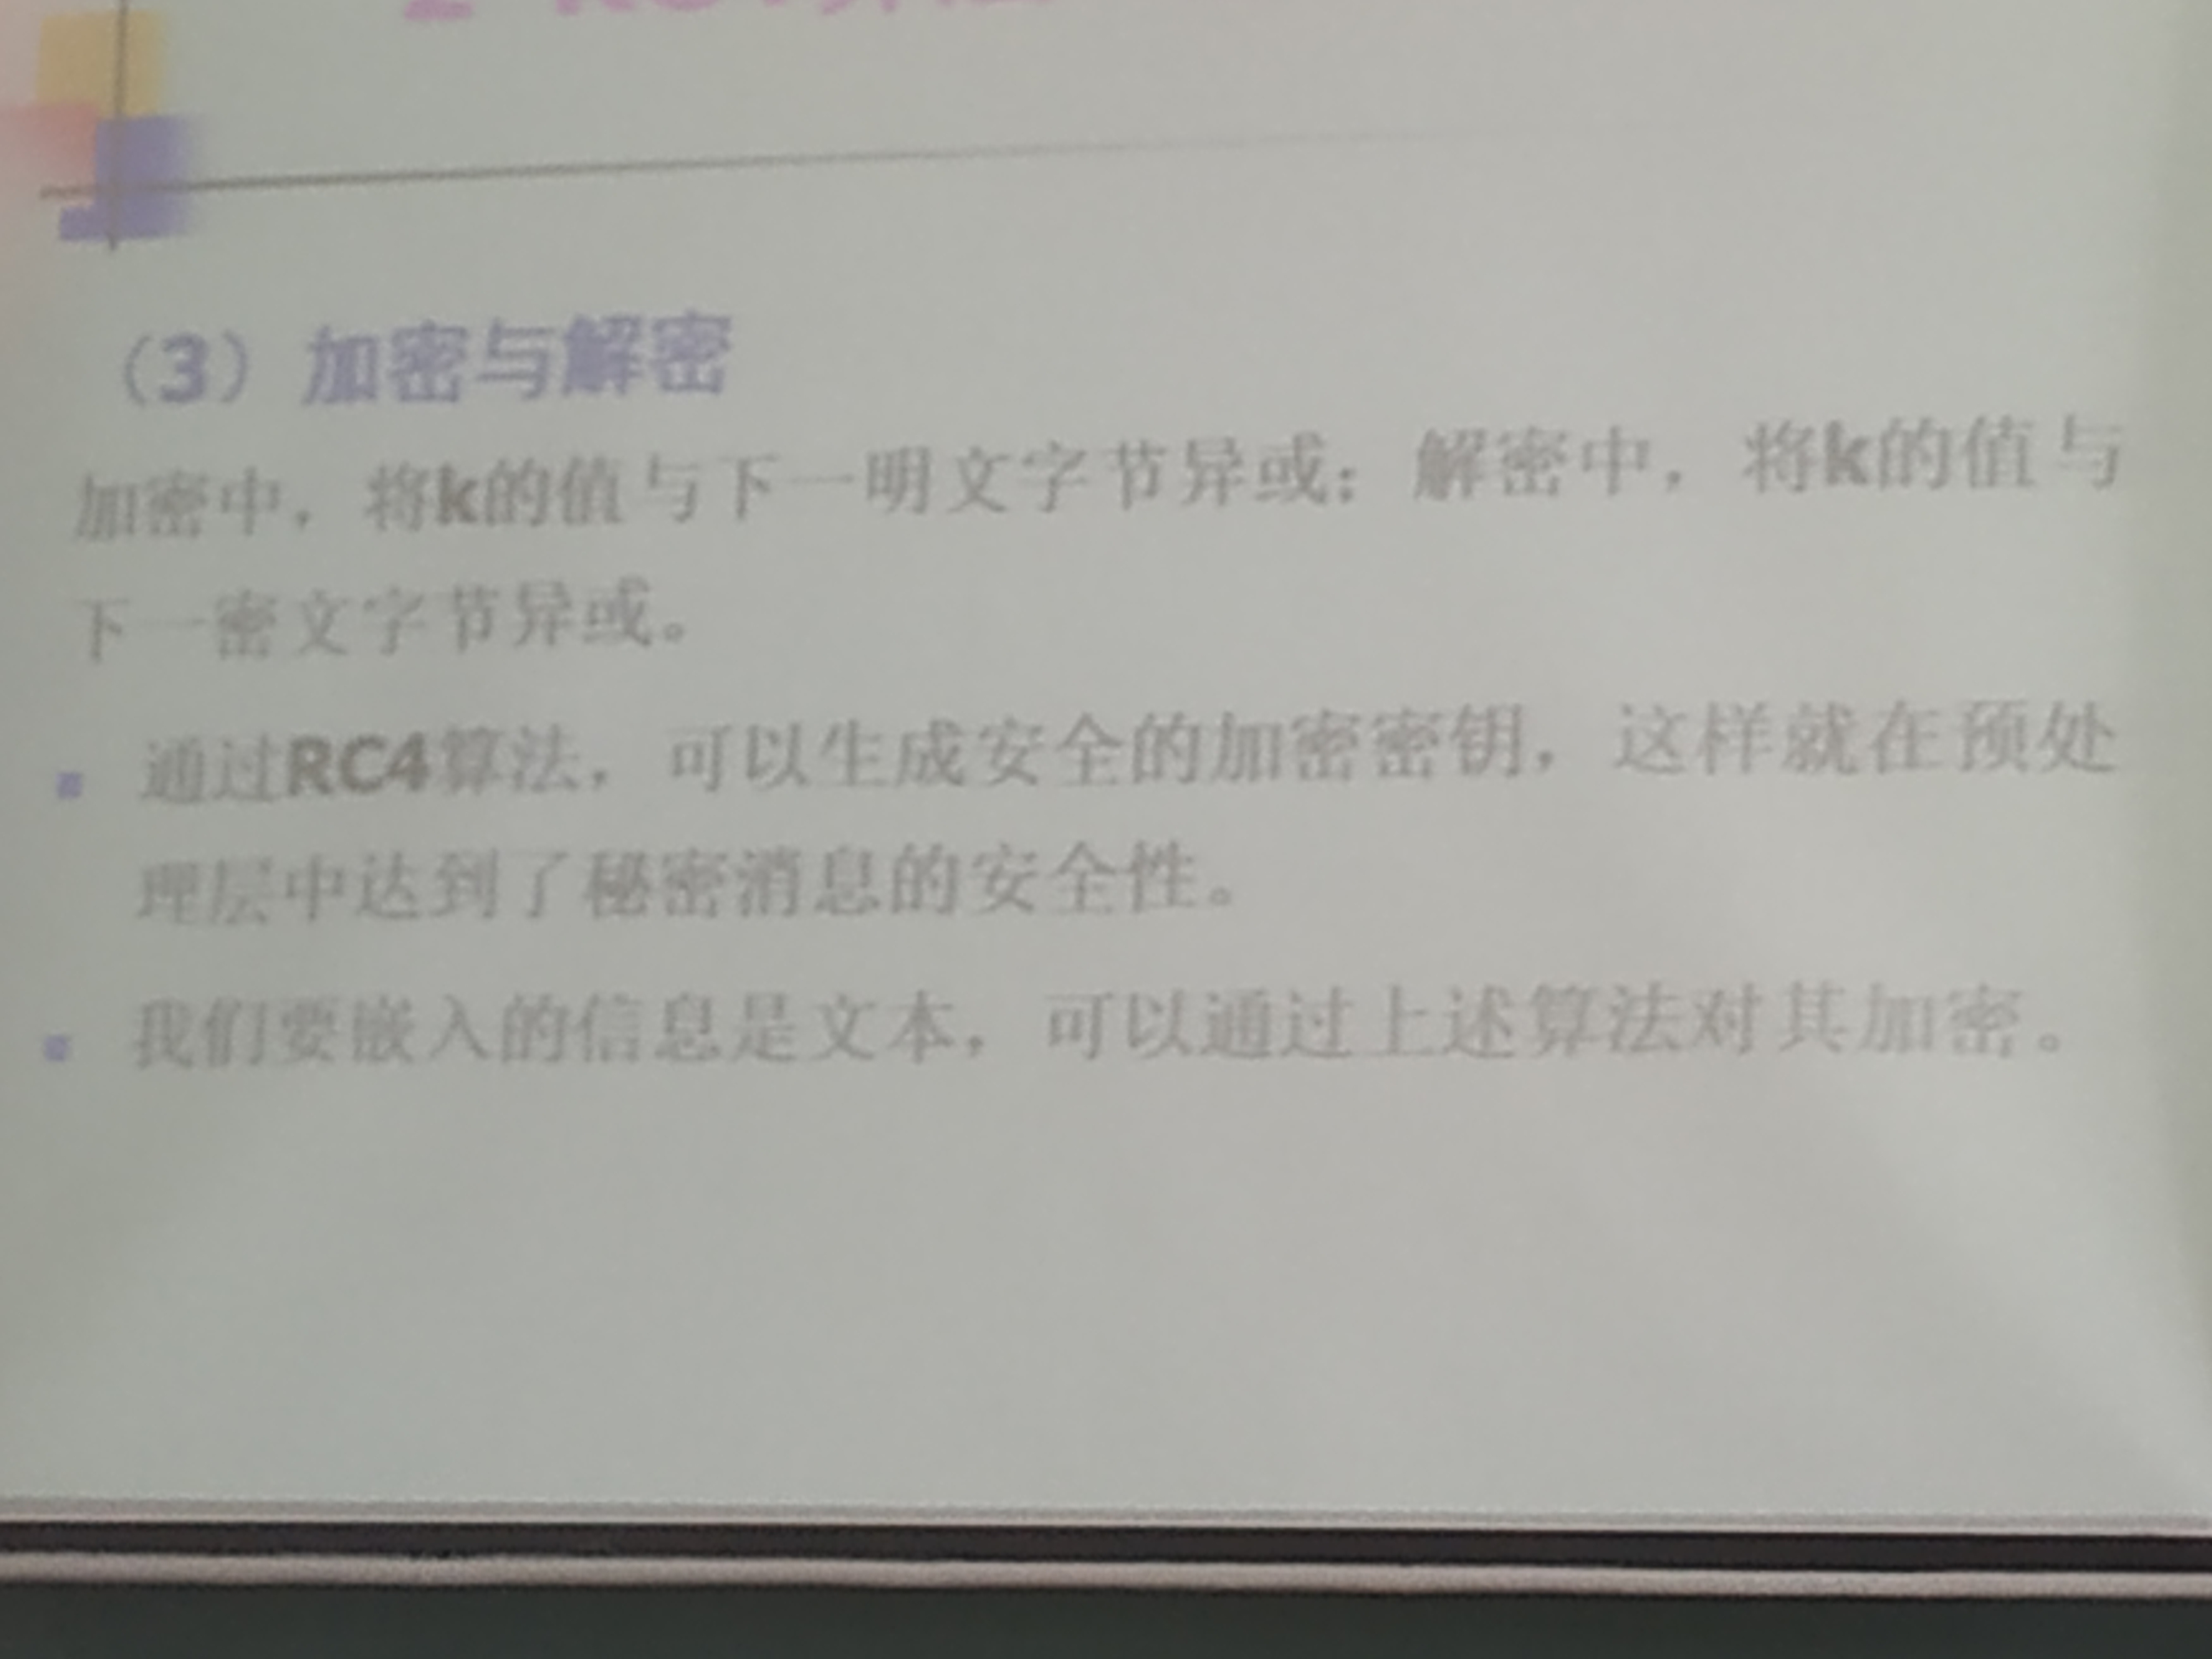 （3）加密与解密
加密中，将k的值与下一明文字节异或；解密中，将k的值与
下一密文字节异或。
通过RC4算法，可以生成安全的加密密钥，这样就在预处
理层中达到了秘密消息的安全性。
我们要嵌入的信息是文本，可以通过上述算法对其加密。